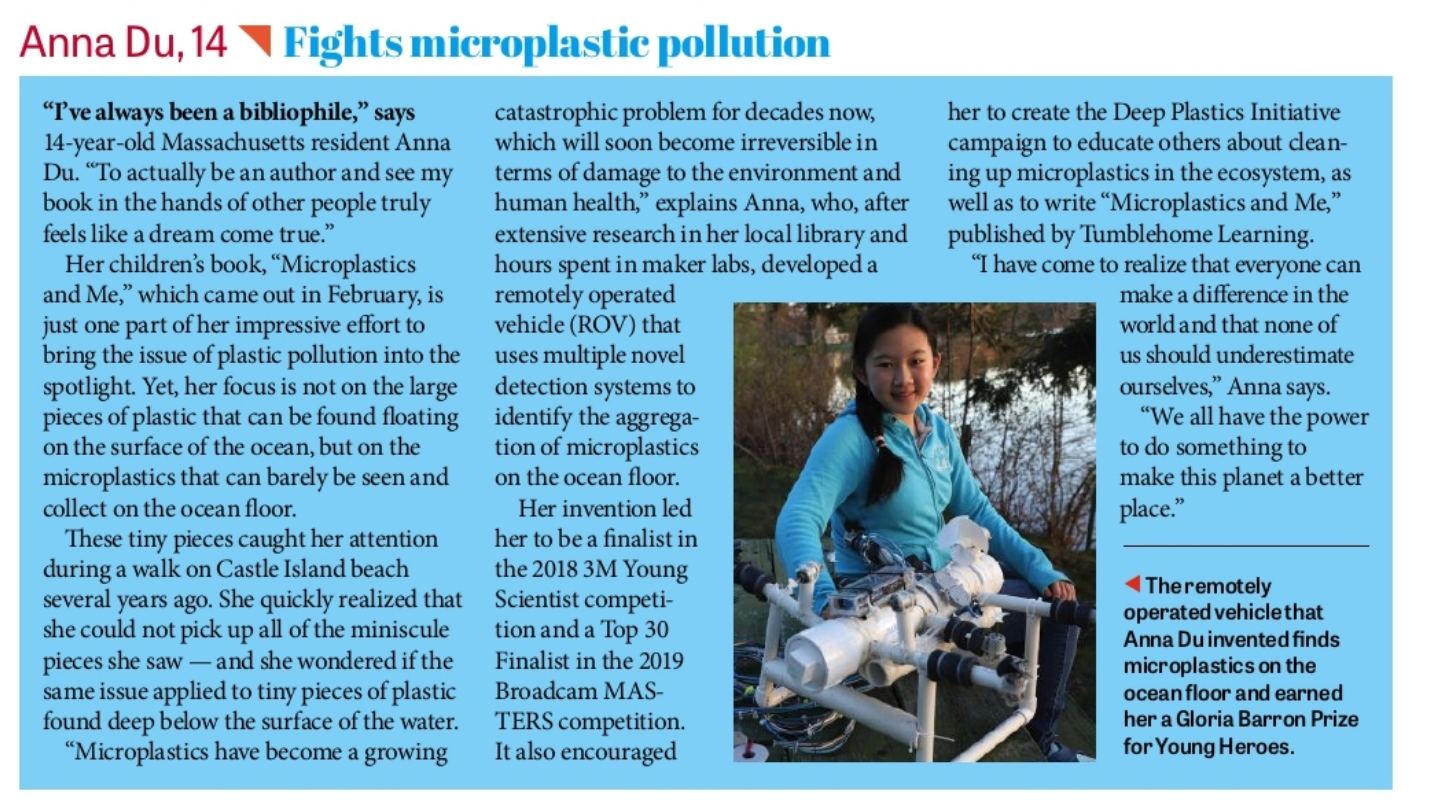 Anna Du, 14 Fights microplastic pollution
“I’ve always been a bibliophile,” says
14-year-old Massachusetts resident Anna
Du. “To actually be an author and see my
book in the hands of other people truly
feels like a dream come true.”
Her children’s book, “Microplastics
and Me,” which came out in February, is
just one part of her impressive effort to
bring the issue of plastic pollution into the
spotlight. Yet, her focus is not on the large
pieces of plastic that can be found floating
on the surface of the ocean, but on the
microplastics that can barely be seen and
collect on the ocean floor.
These tiny pieces caught her attention
during a walk on Castle Island beach
several years ago. She quickly realized that
she could not pick up all of the miniscule
pieces she saw — and she wondered if the
same issue applied to tiny pieces of plastic
found deep below the surface of the water.
“Microplastics have become a growing
catastrophic problem for decades now,
which will soon become irreversible in
terms of damage to the environment and
human health,” explains Anna, who, after
extensive research in her local library and
hours spent in maker labs, developed a
remotely operated
vehicle (ROV) that
uses multiple novel
detection systems to
identify the aggrega-
tion of microplastics
on the ocean floor.
Her invention led
her to be a finalist in
the 2018 3M Young
Scientist competi-
tion and a Top 30
Finalist in the 2019
Broadcam MAS-
TERS competition.
It also encouraged
her to create the Deep Plastics Initiative
campaign to educate others about clean-
ing up microplastics in the ecosystem, as
well as to write “Microplastics and Me,”
published by Tumblehome Learning.
“I have come to realize that everyone can
make a difference in the
world and that none of
us should underestimate
ourselves,” Anna says.
“We all have the power
to do something to
make this planet a better
place.”
The remotely
operated vehicle that
Anna Du invented finds
microplastics on the
ocean floor and earned
her a Gloria Barron Prize
for Young Heroes.